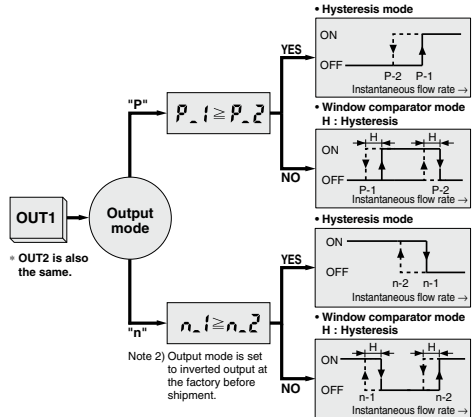 • Hysteresis mode
ON
OFF
P-2 P-1
Instantaneous flow rate →
YES
"P"
P_1 ≧ P_2
• Window comparator mode
H : Hysteresis
H H
ON
OFF
P-1 P-2
Instantaneous flow rate →
NO
OUT1
Output
mode
* OUT2 is also
the same.
• Hysteresis mode
ON
OFF
n-2 n-1
Instantaneous flow rate →
YES
"n"
n_1 ≧ n_2
Note 2) Output mode is set
to inverted output at
the factory before
shipment.
• Window comparator mode
H : Hysteresis
H H
ON
OFF
n-1 n-2
Instantaneous flow rate →
NO